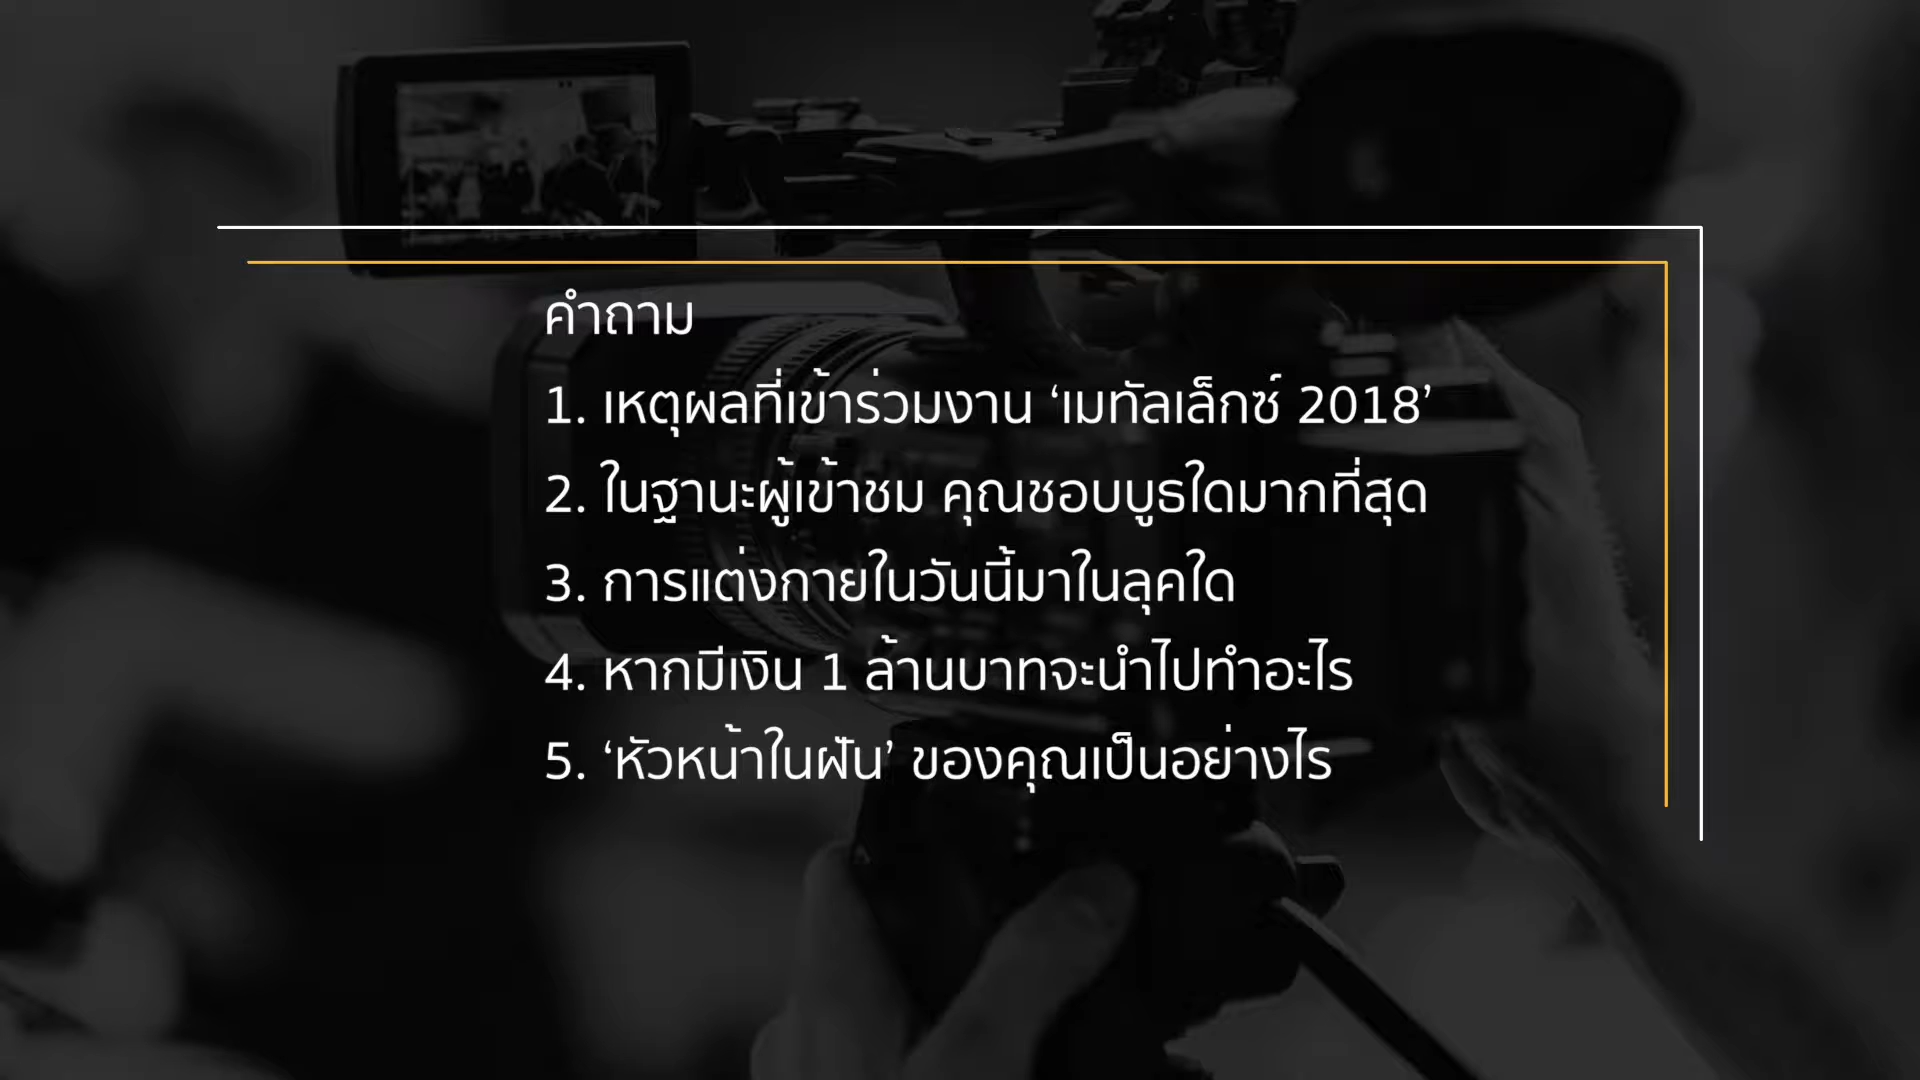 คำถาม
1. เหตุผลที่เข้าร่วมงาน ‘เมทัลเล็กซ์ 2018’
2. ในฐานะผู้เข้าชม คุณชอบบูธใดมากที่สุด
3. การแต่งกายในวันนี้มาในลุคใด
4. หากมีเงิน 1 ล้านบาทจะนำไปทำอะไร
5. ‘หัวหน้าในฝัน’ ของคุณเป็นอย่างไร